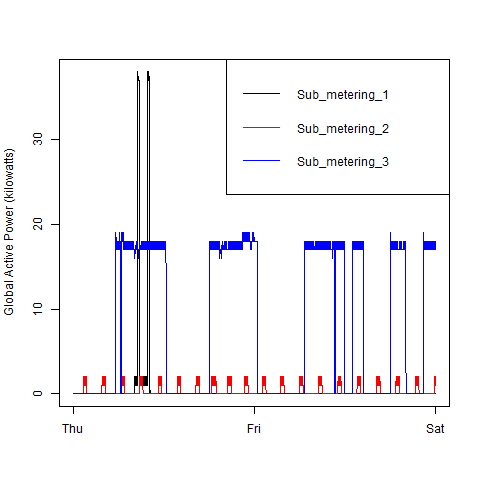 Sub_metering_1
Sub_metering_2
Sub_metering_3
Global Active Power (kilowatts)
30
20
10
0
Thu Fri Sat